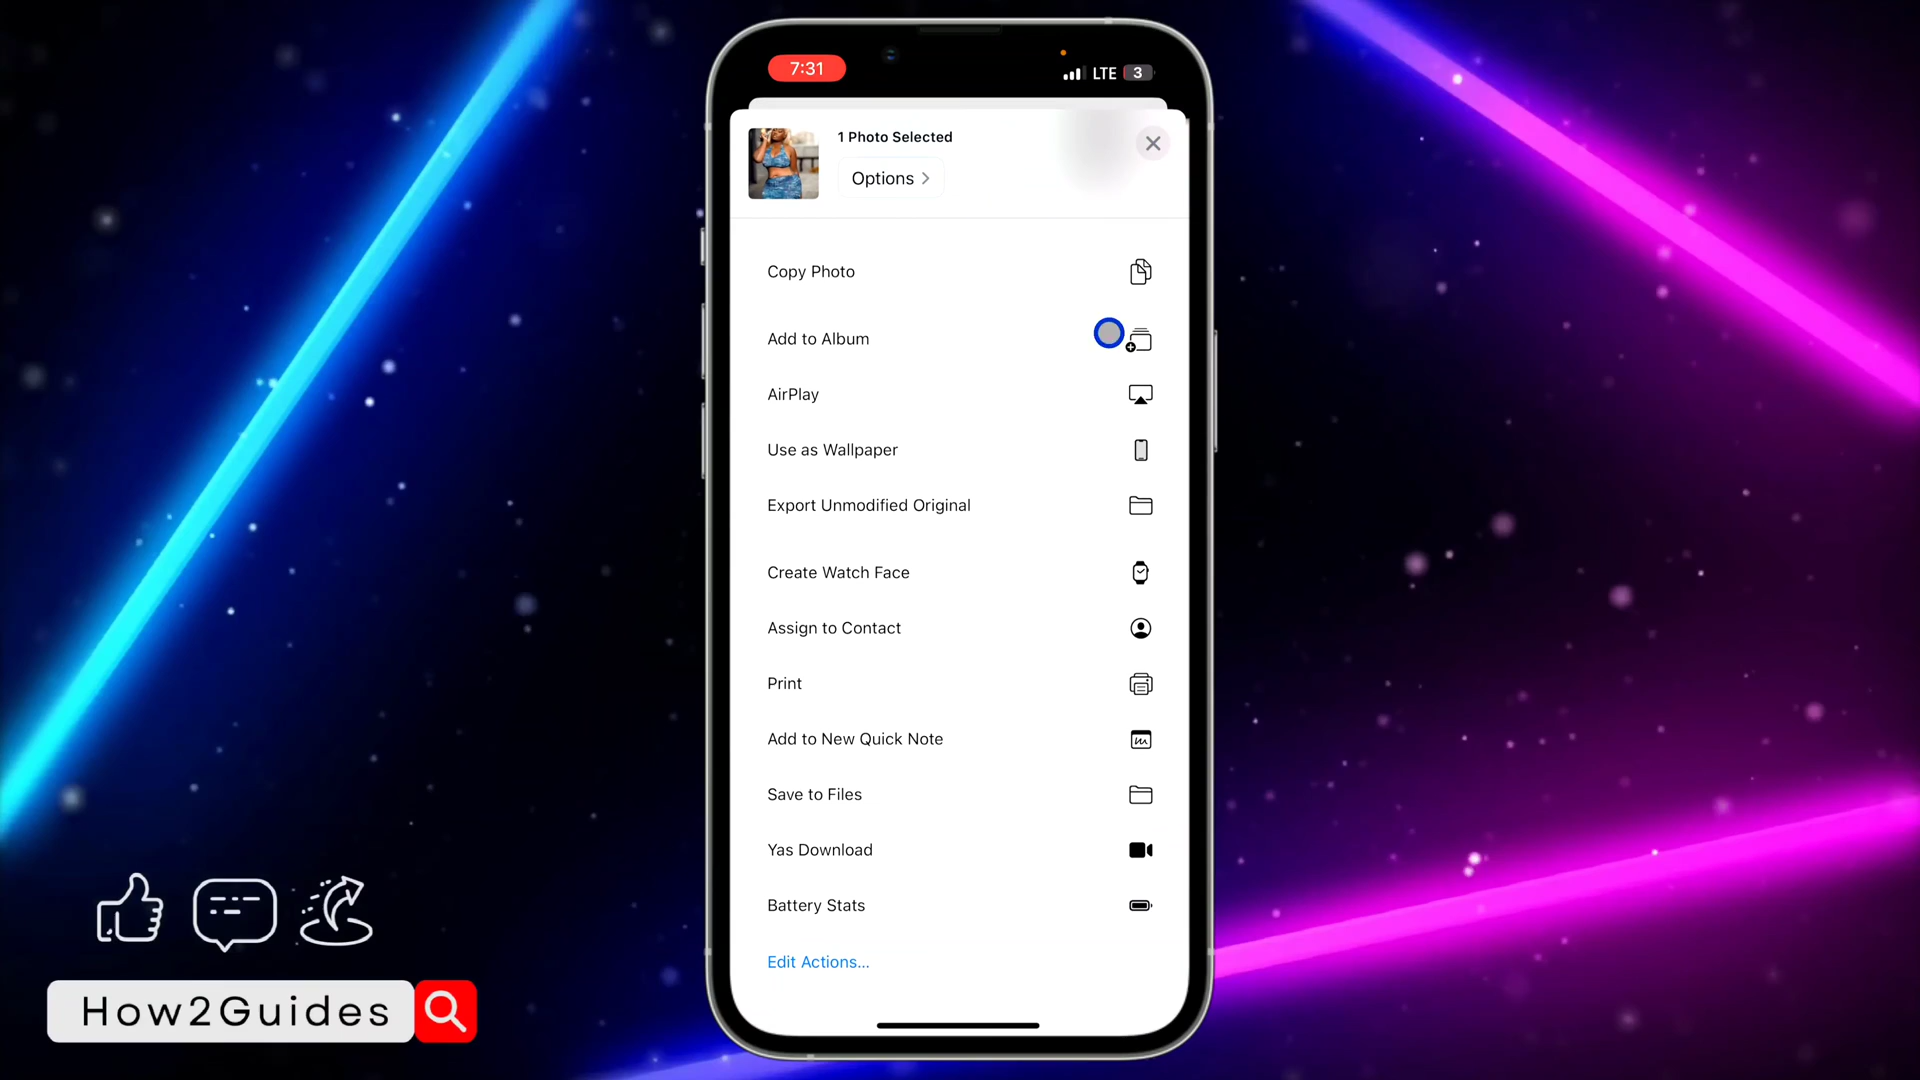 7:31
LTE 3
1 Photo Selected
Options
Copy Photo
Add to Album
AirPlay
Use as Wallpaper
Export Unmodified Original
Create Watch Face
Assign to Contact
Print
Add to New Quick Note
Save to Files
Yas Download
Battery Stats
Edit Actions...
How2Guides